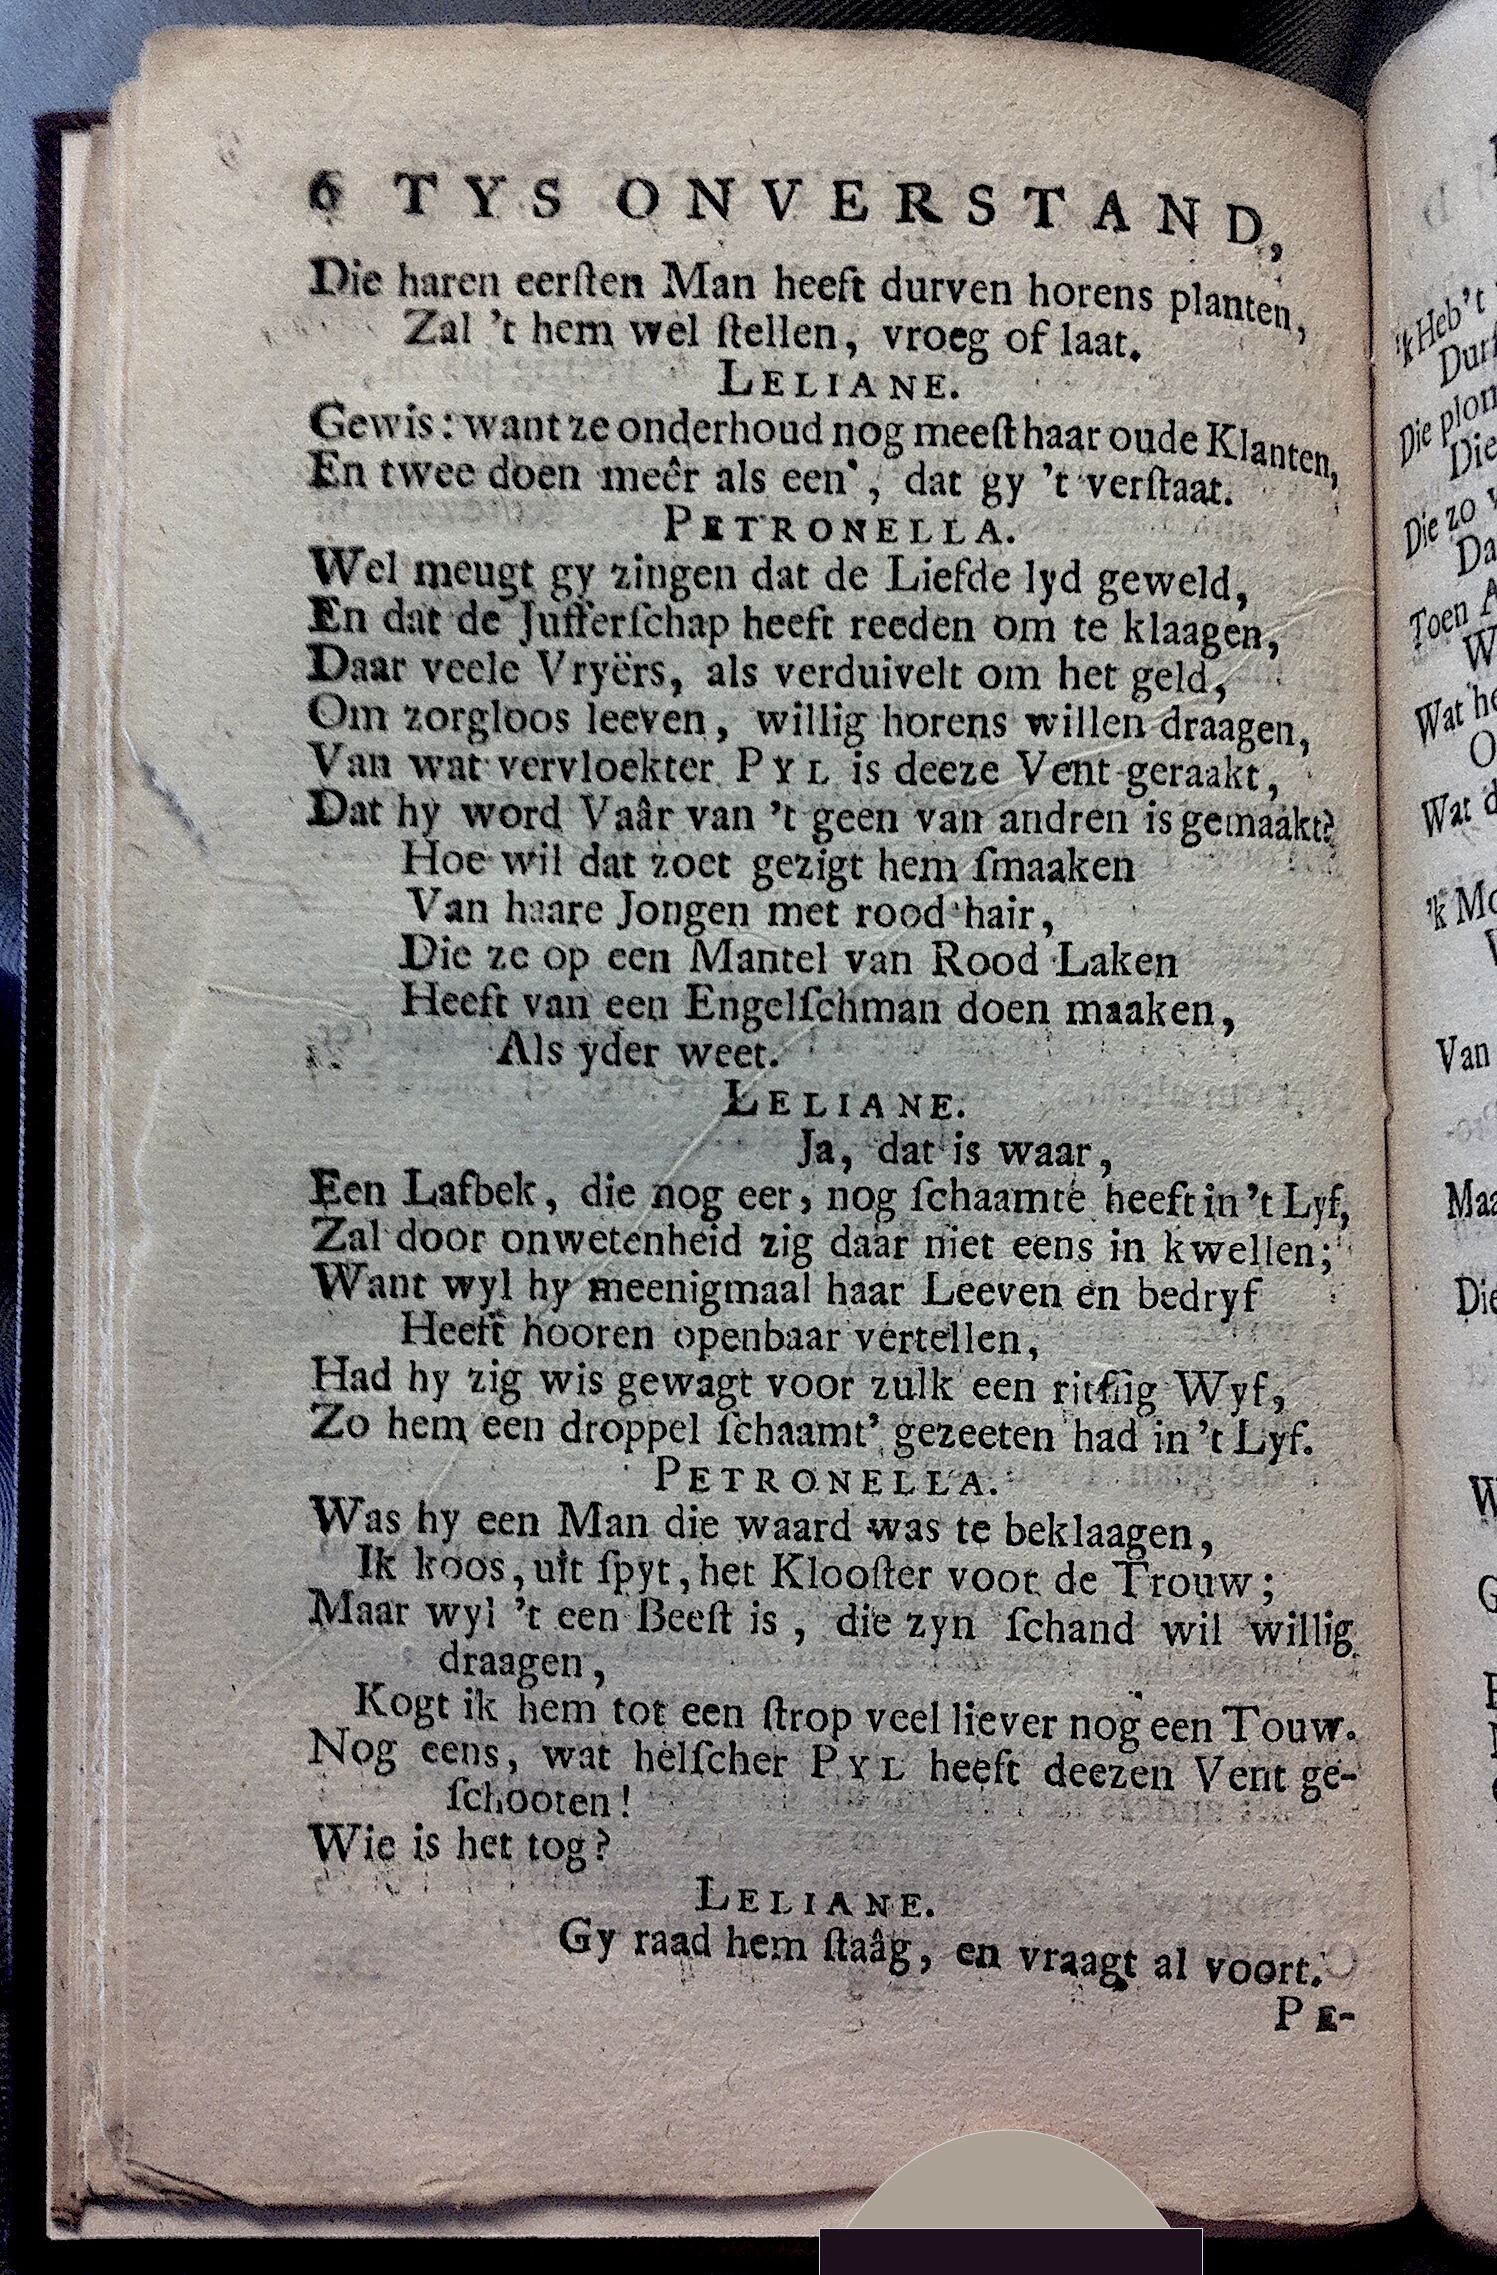 6 TYS ONVERSTAND,
Die haren eerſten Man heeft durven horens planten,
Zal 't hem wel ſtellen, vroeg of laat.
LELIANE.
Gewis: want ze onderhoud nog meeſt haar oude Klanten,
En twee doen meêr als een', dat gy 't verſtaat.
PETRONELLA.
Wel meugt gy zingen dat de Liefde lyd geweld,
En dat de Jufferſchap heeft reeden om te klaagen,
Daar veele Vryërs, als verduivelt om het geld,
Om zorgloos leeven, willig horens willen draagen,
Van wat vervloekter PYL is deeze Vent geraakt,
Dat hy word Vaâr van 't geen van andren is gemaakt?
Hoe wil dat zoet gezigt hem ſmaaken
Van haare Jongen met rood hair,
Die ze op een Mantel van Rood Laken
Heeft van een Engelſchman doen maaken,
Als yder weet.
LELIANE.
Ja, dat is waar,
Een Lafbek, die nog eer, nog ſchaamte heeft in 't Lyf,
Zal door onwetenheid zig daar niet eens in kwellen;
Want wyl hy meenigmaal haar Leeven en bedryf
Heeft hooren openbaar vertellen,
Had hy zig wis gewagt voor zulk een ritſſig Wyf,
Zo hem een droppel ſchaamt' gezeeten had in 't Lyf.
PETRONELLA.
Was hy een Man die waard was te beklaagen,
Ik koos, uit ſpyt, het Klooſter voor de Trouw;
Maar wyl 't een Beeſt is, die zyn ſchand wil willig
draagen,
Kogt ik hem tot een ſtrop veel liever nog een Touw.
Nog eens, wat helſcher PYL heeft deezen Vent ge-
ſchooten!
Wie is het tog?
LELIANE.
Gy raad hem ſtaâg, en vraagt al voort.
PE-
'k Heb 't
Die
Die
Die zo
Toen
Wat
Wat
'k
Van